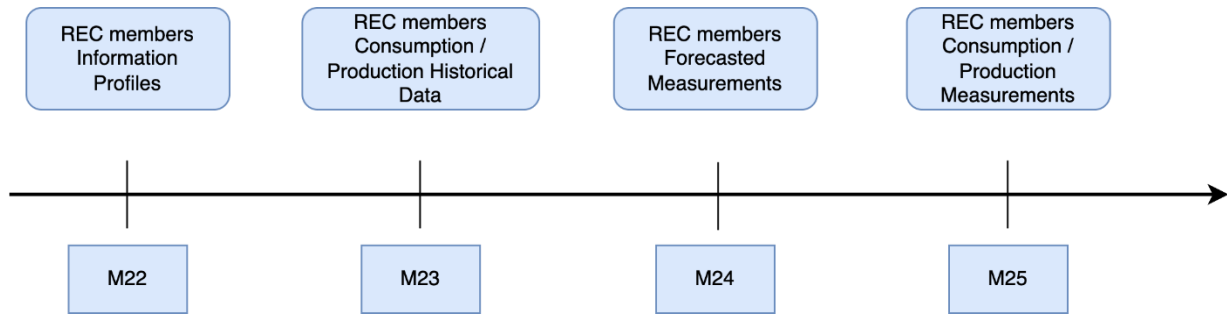 REC members
Information
Profiles
REC members
Consumption /
Production Historical
Data
REC members
Forecasted
Measurements
REC members
Consumption /
Production
Measurements
M22
M23
M24
M25